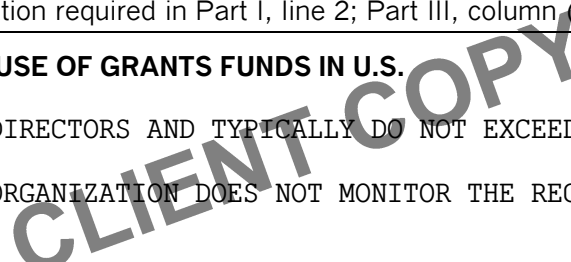 tion required in Part I, line 2; Part III, column
USE OF GRANTS FUNDS IN U.S.
DIRECTORS AND TYPICALLY DO NOT EXCEED
ORGANIZATION DOES NOT MONITOR THE REC
CLIENT COPY